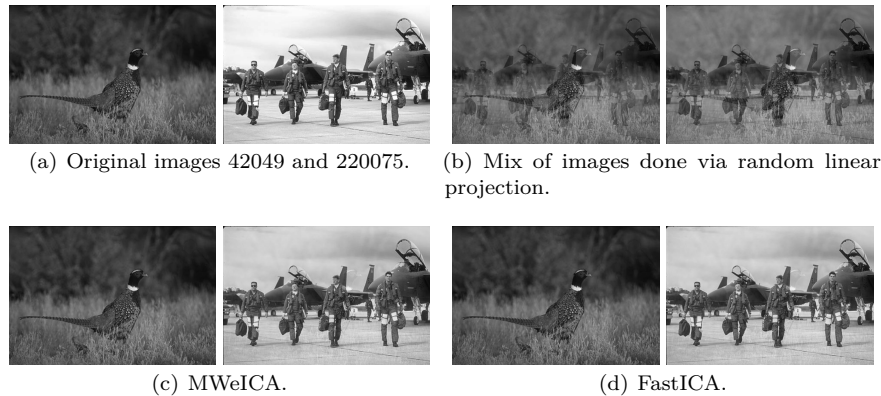 (a) Original images 42049 and 220075.
(b) Mix of images done via random linear
projection.
(c) MWeICA.
(d) FastICA.